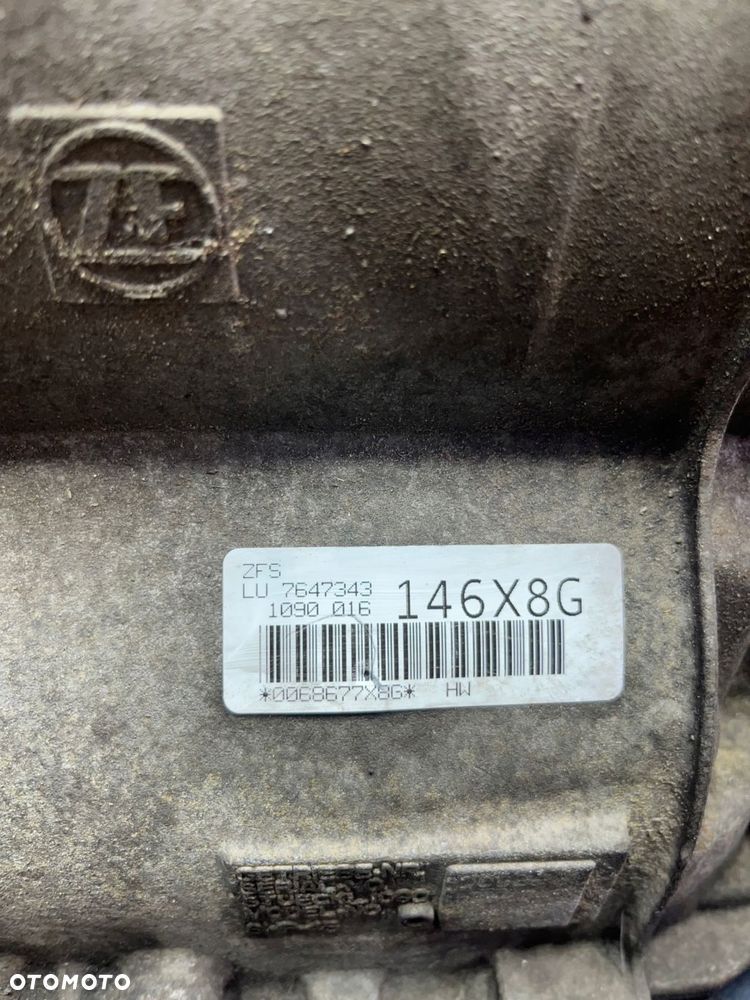 ZF
ZFS
LU 7647343
1090 016
146X8G
*0068677X8G* HW
OTOMOTO